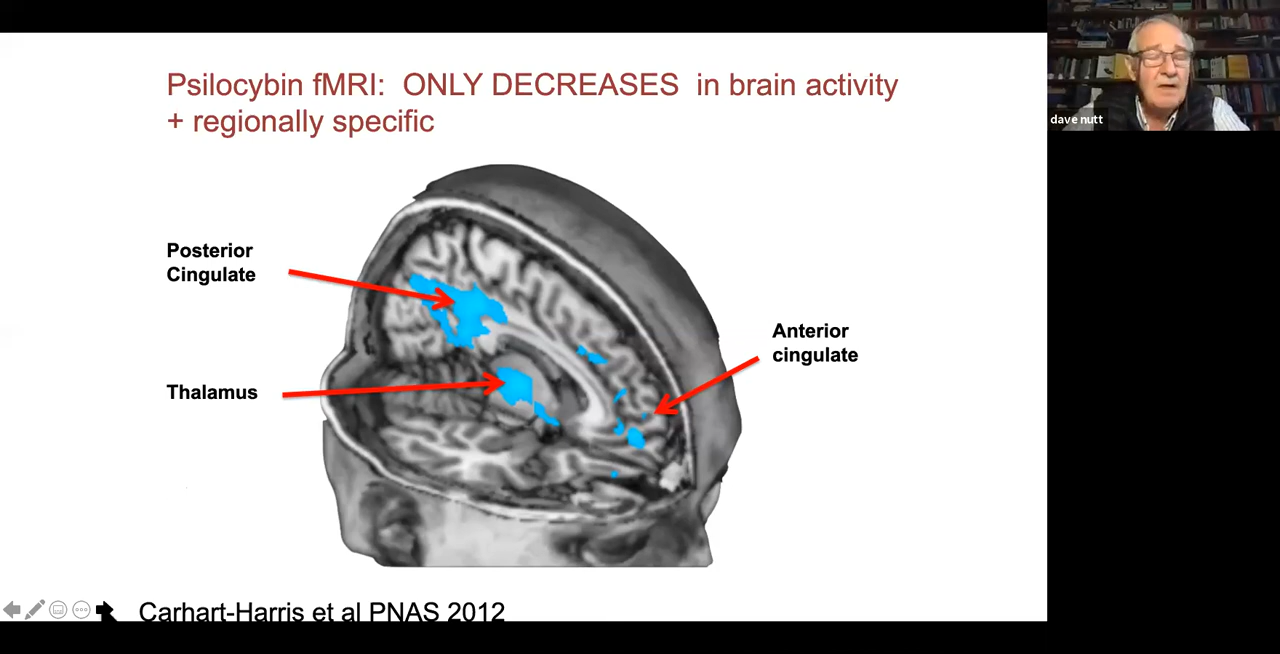 Psilocybin fMRI:  ONLY DECREASES  in brain activity
+ regionally specific
dave nutt
Posterior
Cingulate
Anterior
cingulate
Thalamus
Carhart-Harris et al PNAS 2012